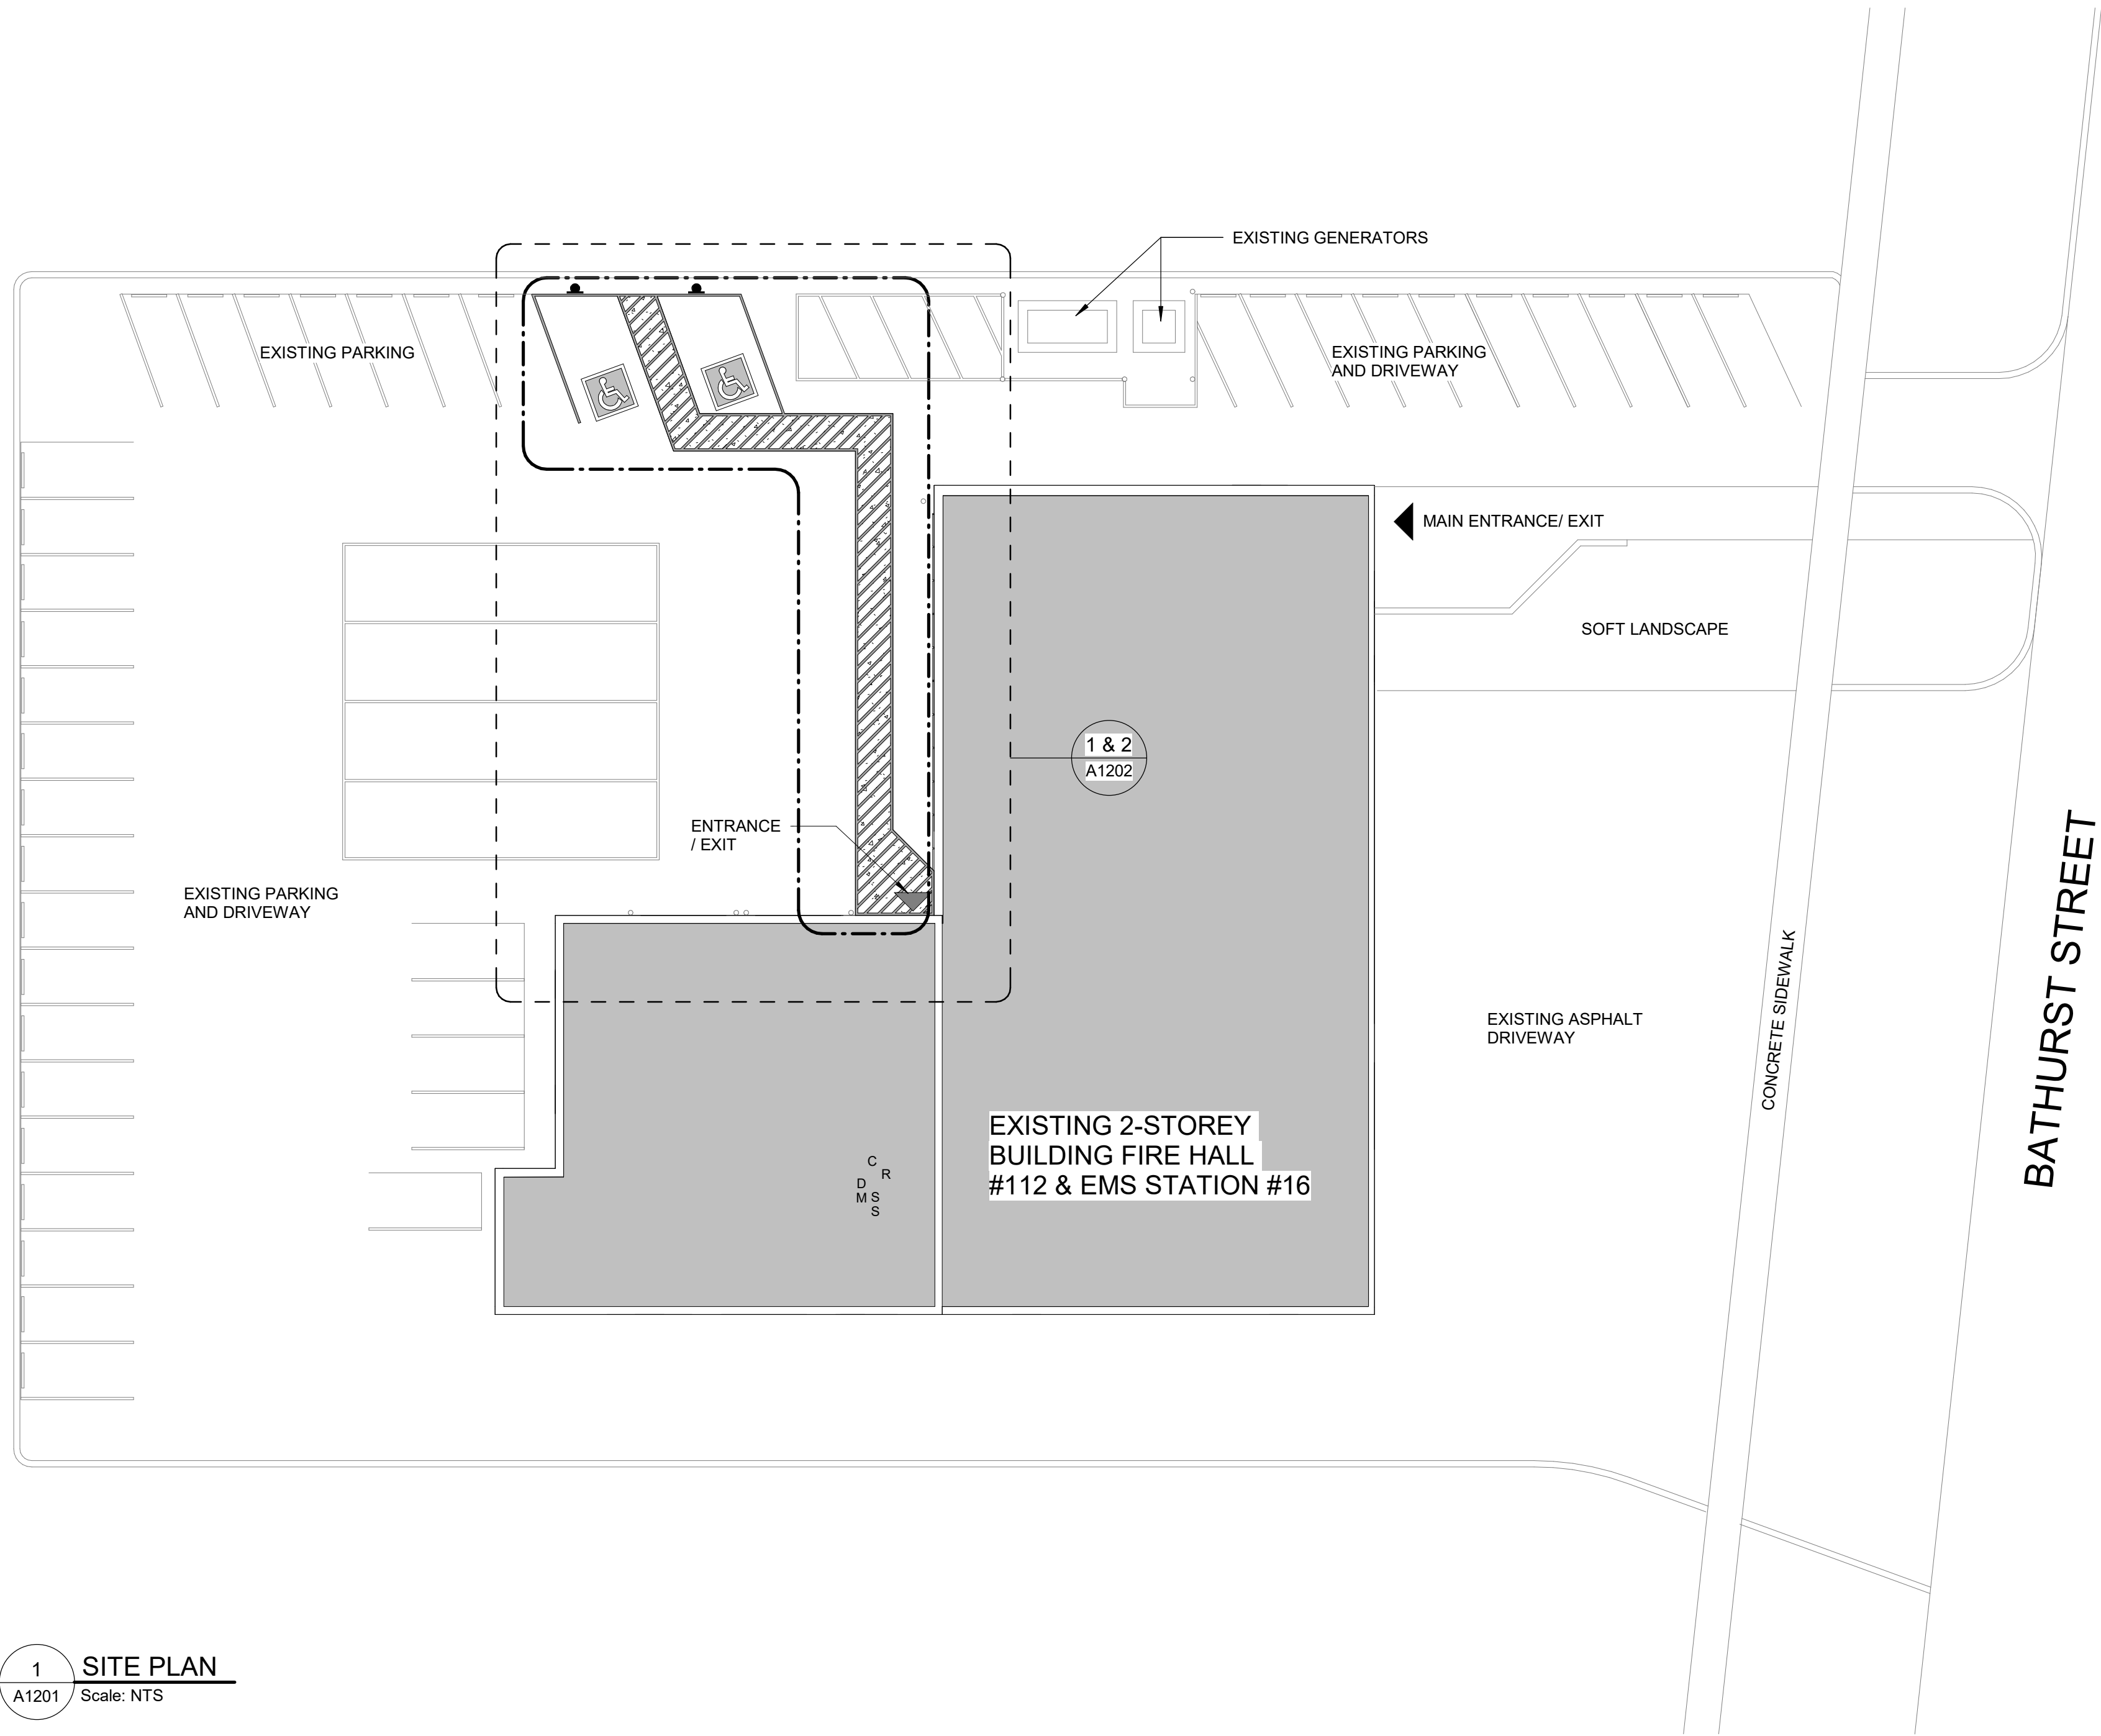 EXISTING GENERATORS
EXISTING PARKING
EXISTING PARKING
AND DRIVEWAY
MAIN ENTRANCE/ EXIT
SOFT LANDSCAPE
1 & 2
A1202
ENTRANCE
/ EXIT
EXISTING PARKING
AND DRIVEWAY
CONCRETE SIDEWALK
BATHURST STREET
EXISTING ASPHALT
DRIVEWAY
EXISTING 2-STOREY
BUILDING FIRE HALL
#112 & EMS STATION #16
C
R
D
M S
S
1
A1201
SITE PLAN
Scale: NTS